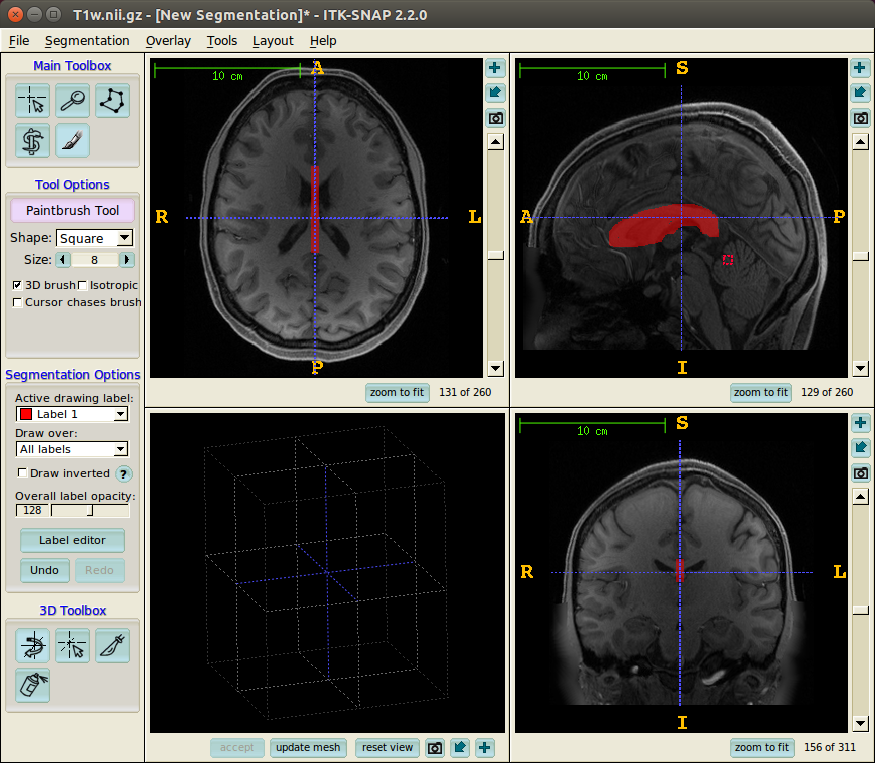 T1w.nii.gz - [New Segmentation]* - ITK-SNAP 2.2.0
File Segmentation Overlay Tools Layout Help
Main Toolbox
Tool Options
Paintbrush Tool
Shape: Square
Size: 8
3D brush Isotropic
Cursor chases brush
Segmentation Options
Active drawing label:
Label 1
Draw over:
All labels
Draw inverted ?
Overall label opacity:
128
Label editor
Undo Redo
3D Toolbox
10 cm
A
R L
P
zoom to fit 131 of 260
10 cm
S
A P
I
zoom to fit 129 of 260
accept update mesh reset view
10 cm
S
R L
I
zoom to fit 156 of 311